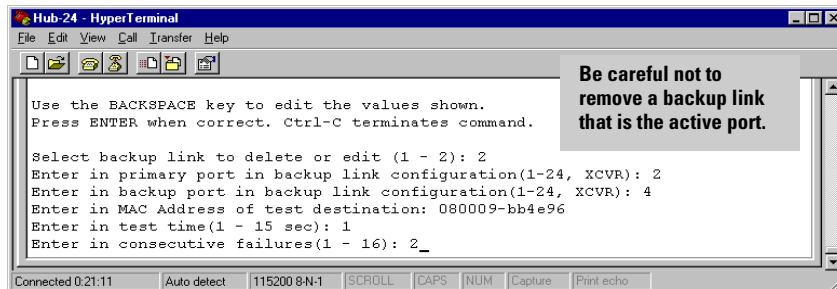 Hub-24 - HyperTerminal
File Edit View Call Transfer Help
Be careful not to
remove a backup link
that is the active port.
Use the BACKSPACE key to edit the values shown.
Press ENTER when correct. Ctrl-C terminates command.
Select backup link to delete or edit (1 - 2): 2
Enter in primary port in backup link configuration(1-24, XCVR): 2
Enter in backup port in backup link configuration(1-24, XCVR): 4
Enter in MAC Address of test destination: 080009-bb4e96
Enter in test time(1 - 15 sec): 1
Enter in consecutive failures(1 - 16): 2_
Connected 0:21:11 Auto detect 115200 8-N-1 SCROLL CAPS NUM Capture Print echo